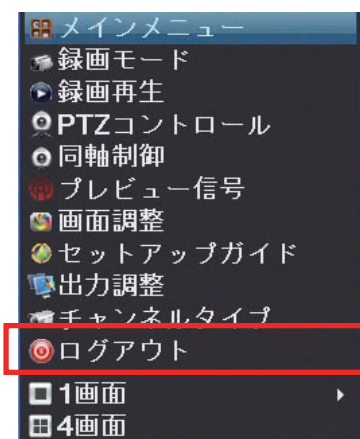 メインメニュー
録画モード
録画再生
PTZコントロール
同軸制御
プレビュー信号
画面調整
セットアップガイド
出力調整
チャンネルタイプ
ログアウト
1画面
4画面